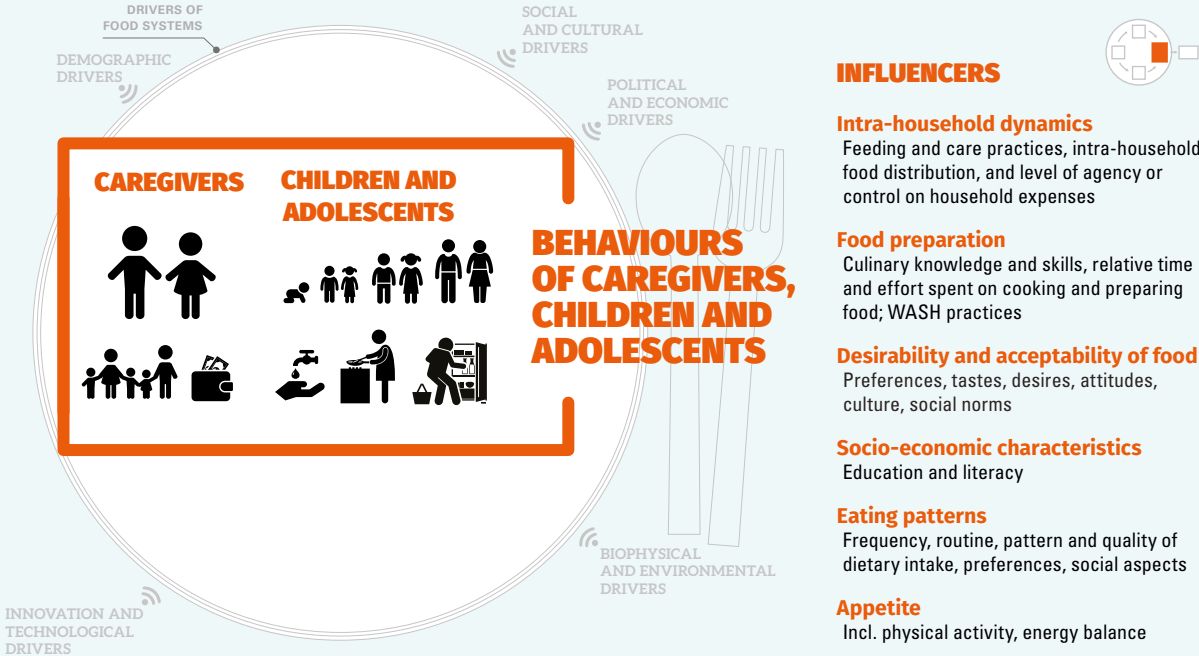 DRIVERS OF
FOOD SYSTEMS
DEMOGRAPHIC
DRIVERS
SOCIAL
AND CULTURAL
DRIVERS
POLITICAL
AND ECONOMIC
DRIVERS
CAREGIVERS
CHILDREN AND
ADOLESCENTS
BEHAVIOURS
OF CAREGIVERS,
CHILDREN AND
ADOLESCENTS
BIOPHYSICAL
AND ENVIRONMENTAL
DRIVERS
INNOVATION AND
TECHNOLOGICAL
DRIVERS
INFLUENCERS
Intra-household dynamics
Feeding and care practices, intra-household
food distribution, and level of agency or
control on household expenses
Food preparation
Culinary knowledge and skills, relative time
and effort spent on cooking and preparing
food; WASH practices
Desirability and acceptability of food
Preferences, tastes, desires, attitudes,
culture, social norms
Socio-economic characteristics
Education and literacy
Eating patterns
Frequency, routine, pattern and quality of
dietary intake, preferences, social aspects
Appetite
Incl. physical activity, energy balance